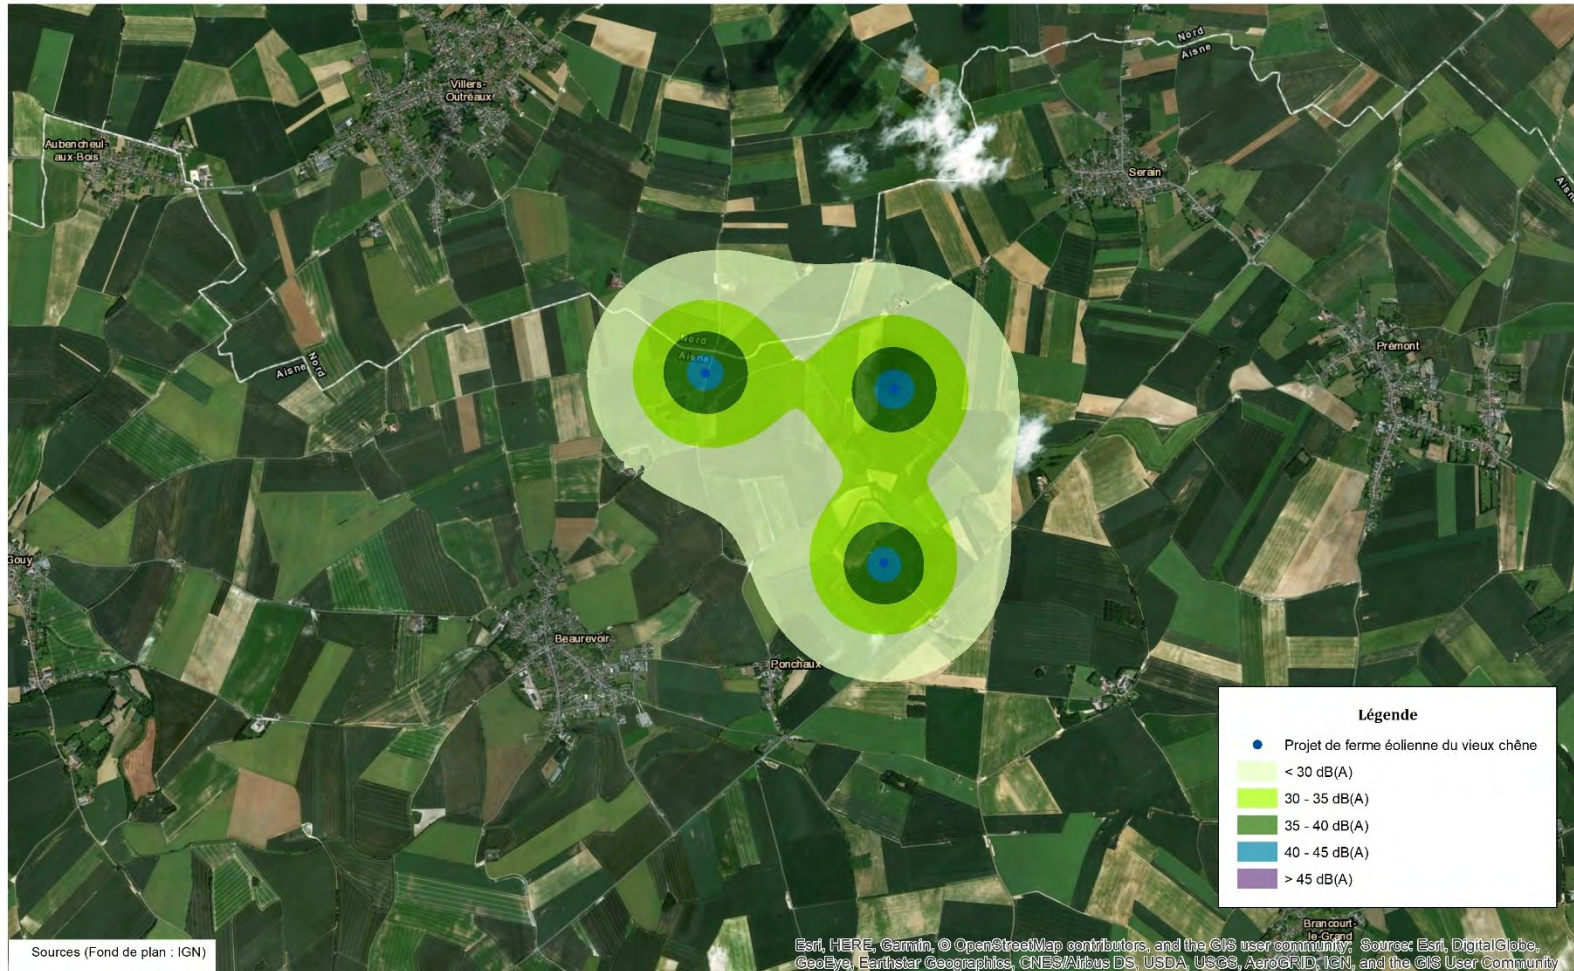 Nord
Aisne
Villers-
Outréaux
Aubencheul-
aux-Bois
Serain
Nord
Aisne
Prémont
Aisne
Nord
Gouy
Beaurevoir
Ponchaux
Légende
Projet de ferme éolienne du vieux chêne
< 30 dB(A)
30 - 35 dB(A)
35 - 40 dB(A)
40 - 45 dB(A)
> 45 dB(A)
Brancourt-
le-Grand
Sources (Fond de plan : IGN)
Esri, HERE, Garmin, © OpenStreetMap contributors, and the GIS user community; Source: Esri, DigitalGlobe,
GeoEye, Earthstar Geographics, CNES/Airbus DS, USDA, USGS, AeroGRID, IGN, and the GIS User Community